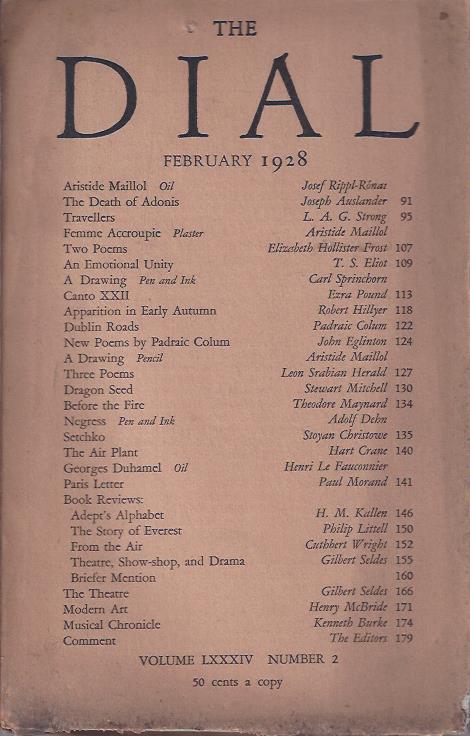 THE
DIAL
FEBRUARY 1928
Aristide Maillol Oil Josef Rippl-Rónai
The Death of Adonis Joseph Auslander 91
Travellers L. A. G. Strong 95
Femme Accroupie Plaster Aristide Maillol
Two Poems Elizabeth Hollister Frost 107
An Emotional Unity T. S. Eliot 109
A Drawing Pen and Ink Carl Sprinchorn
Canto XXII Ezra Pound 113
Apparition in Early Autumn Robert Hillyer 118
Dublin Roads Padraic Colum 122
New Poems by Padraic Colum John Eglinton 124
A Drawing Pencil Aristide Maillol
Three Poems Leon Srabian Herald 127
Dragon Seed Stewart Mitchell 130
Before the Fire Theodore Maynard 134
Negress Pen and Ink Adolf Dehn
Setchko Stoyan Christowe 135
The Air Plant Hart Crane 140
Georges Duhamel Oil Henri Le Fauconnier
Paris Letter Paul Morand 141
Book Reviews:
Adept's Alphabet H. M. Kallen 146
The Story of Everest Philip Littell 150
From the Air Cuthbert Wright 152
Theatre, Show-shop, and Drama Gilbert Seldes 155
Briefer Mention 160
The Theatre Gilbert Seldes 166
Modern Art Henry McBride 171
Musical Chronicle Kenneth Burke 174
Comment The Editors 179
VOLUME LXXXIV NUMBER 2
50 cents a copy